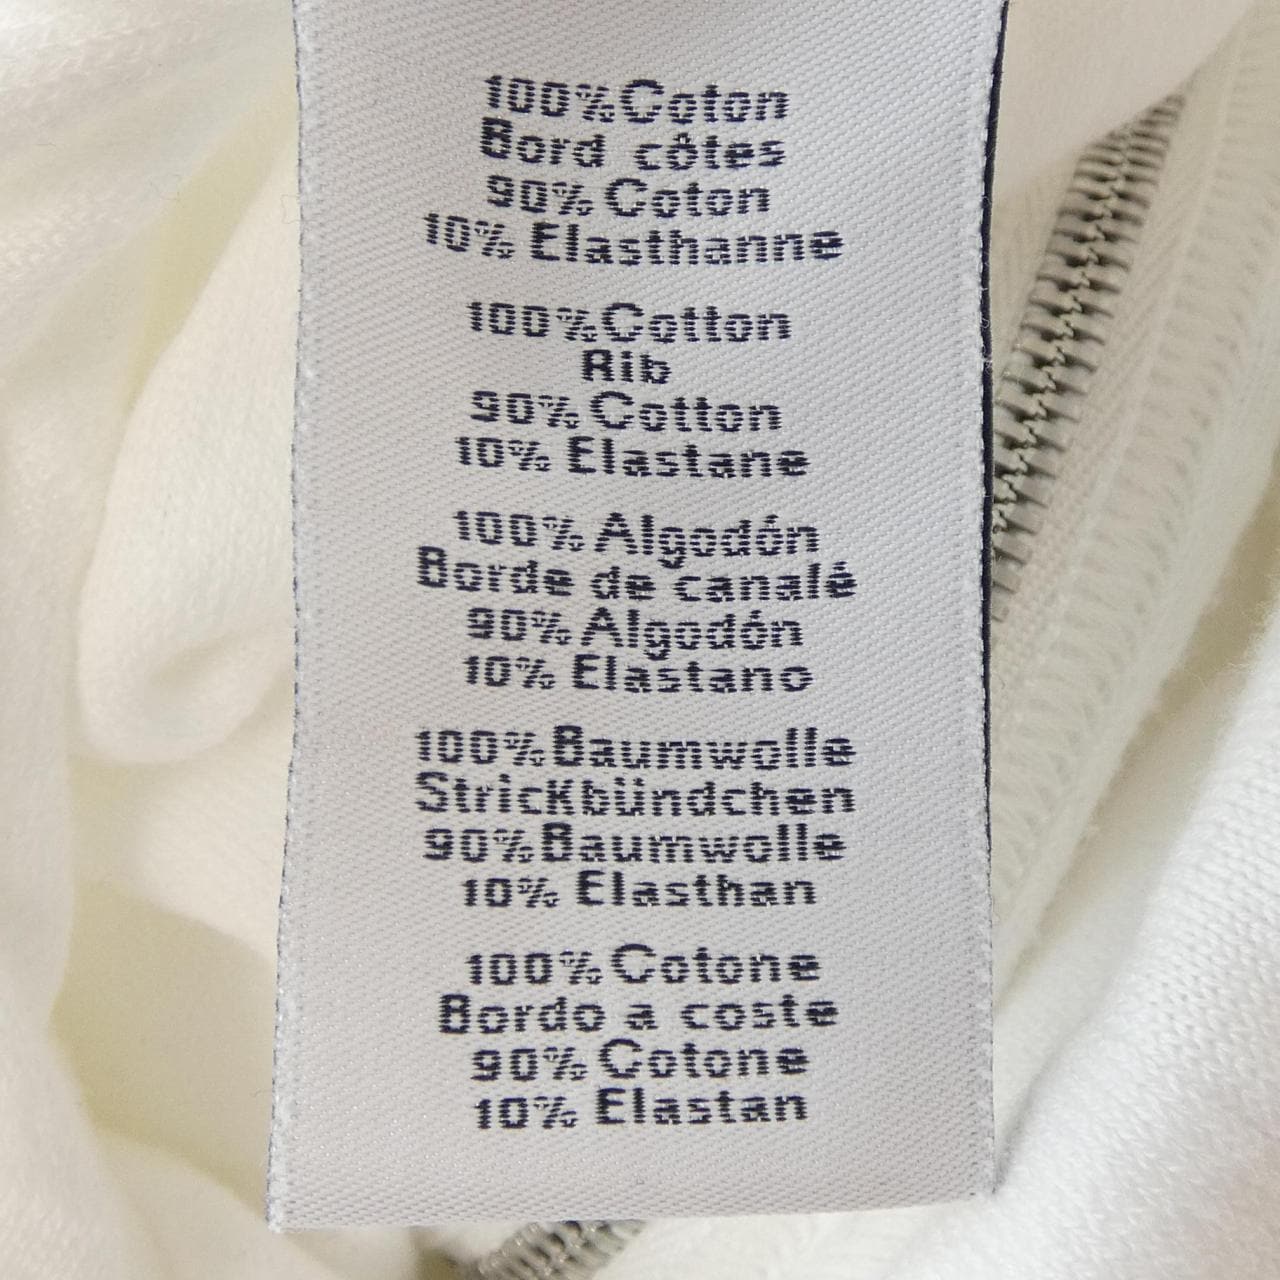 100% Coton
Bord côtes
90% Coton
10% Elasthanne
100% Cotton
Rib
90% Cotton
10% Elastane
100% Algodón
Borde de canalé
90% Algodón
10% Elastano
100% Baumwolle
Strickbündchen
90% Baumwolle
10% Elasthan
100% Cotone
Bordo a coste
90% Cotone
10% Elastan